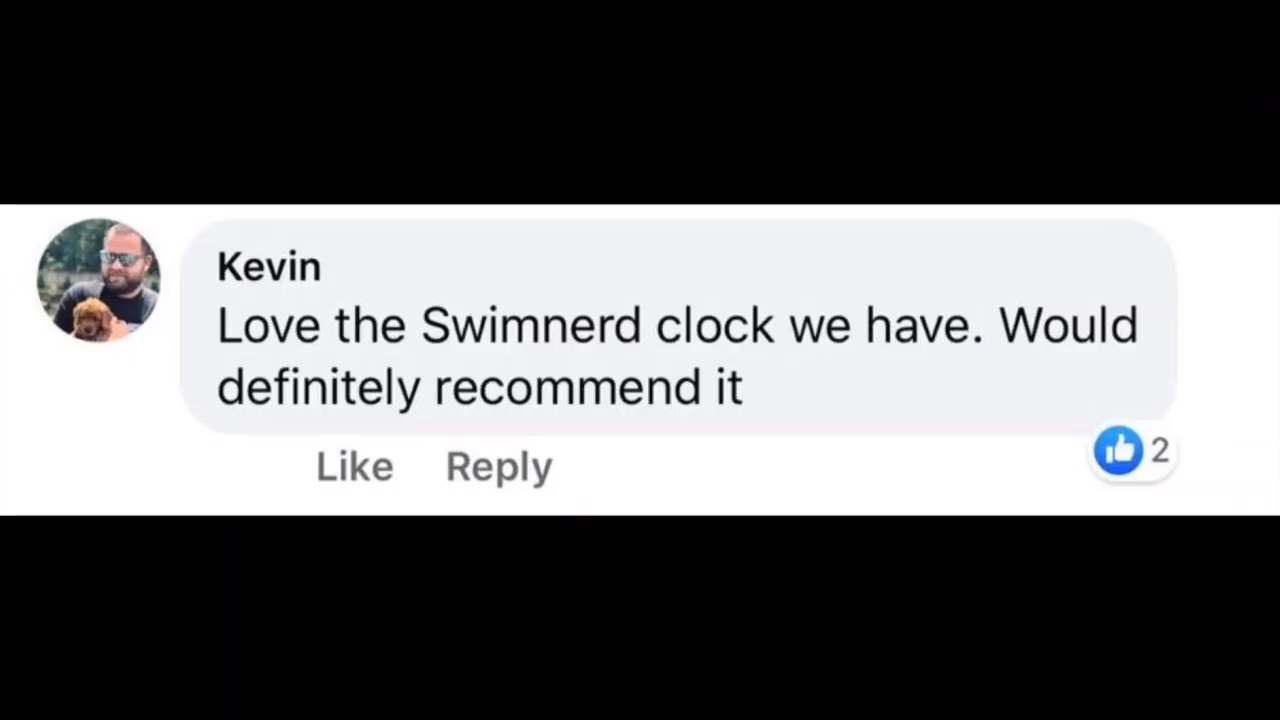 Kevin
Love the Swimnerd clock we have. Would
definitely recommend it
Like Reply 2